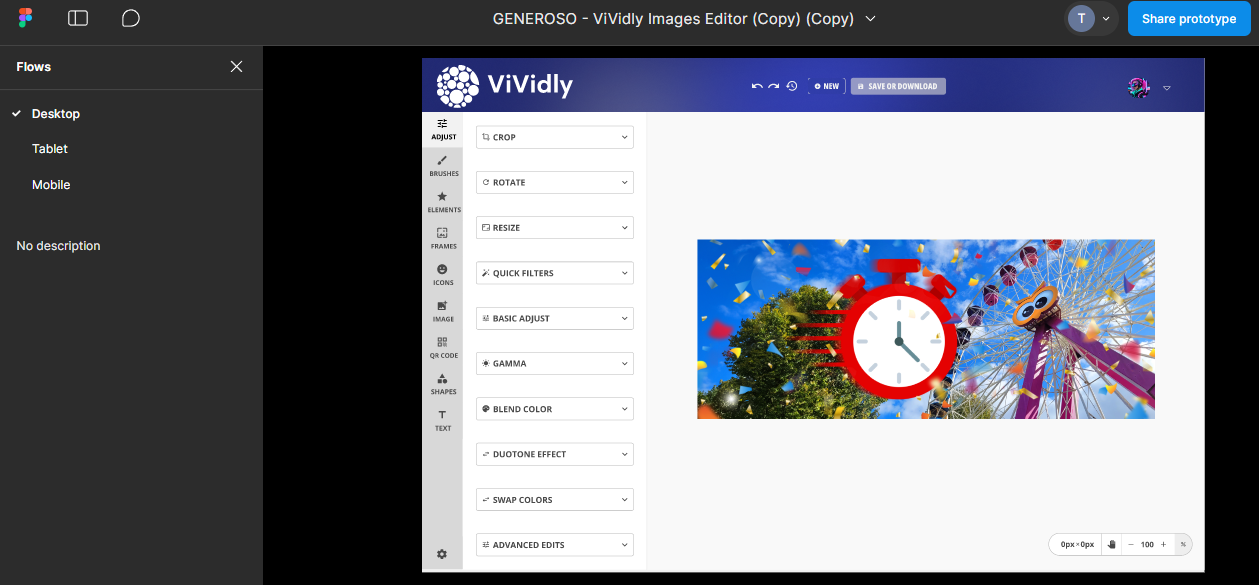 GENEROSO - ViVidly Images Editor (Copy) (Copy)
T
Share prototype
Flows
Desktop
Tablet
Mobile
No description
ViVidly
NEW
SAVE OR DOWNLOAD
ADJUST
BRUSHES
ELEMENTS
FRAMES
ICONS
IMAGE
QR CODE
SHAPES
TEXT
CROP
ROTATE
RESIZE
QUICK FILTERS
BASIC ADJUST
GAMMA
BLEND COLOR
DUOTONE EFFECT
SWAP COLORS
ADVANCED EDITS
0px × 0px
− 100 + %